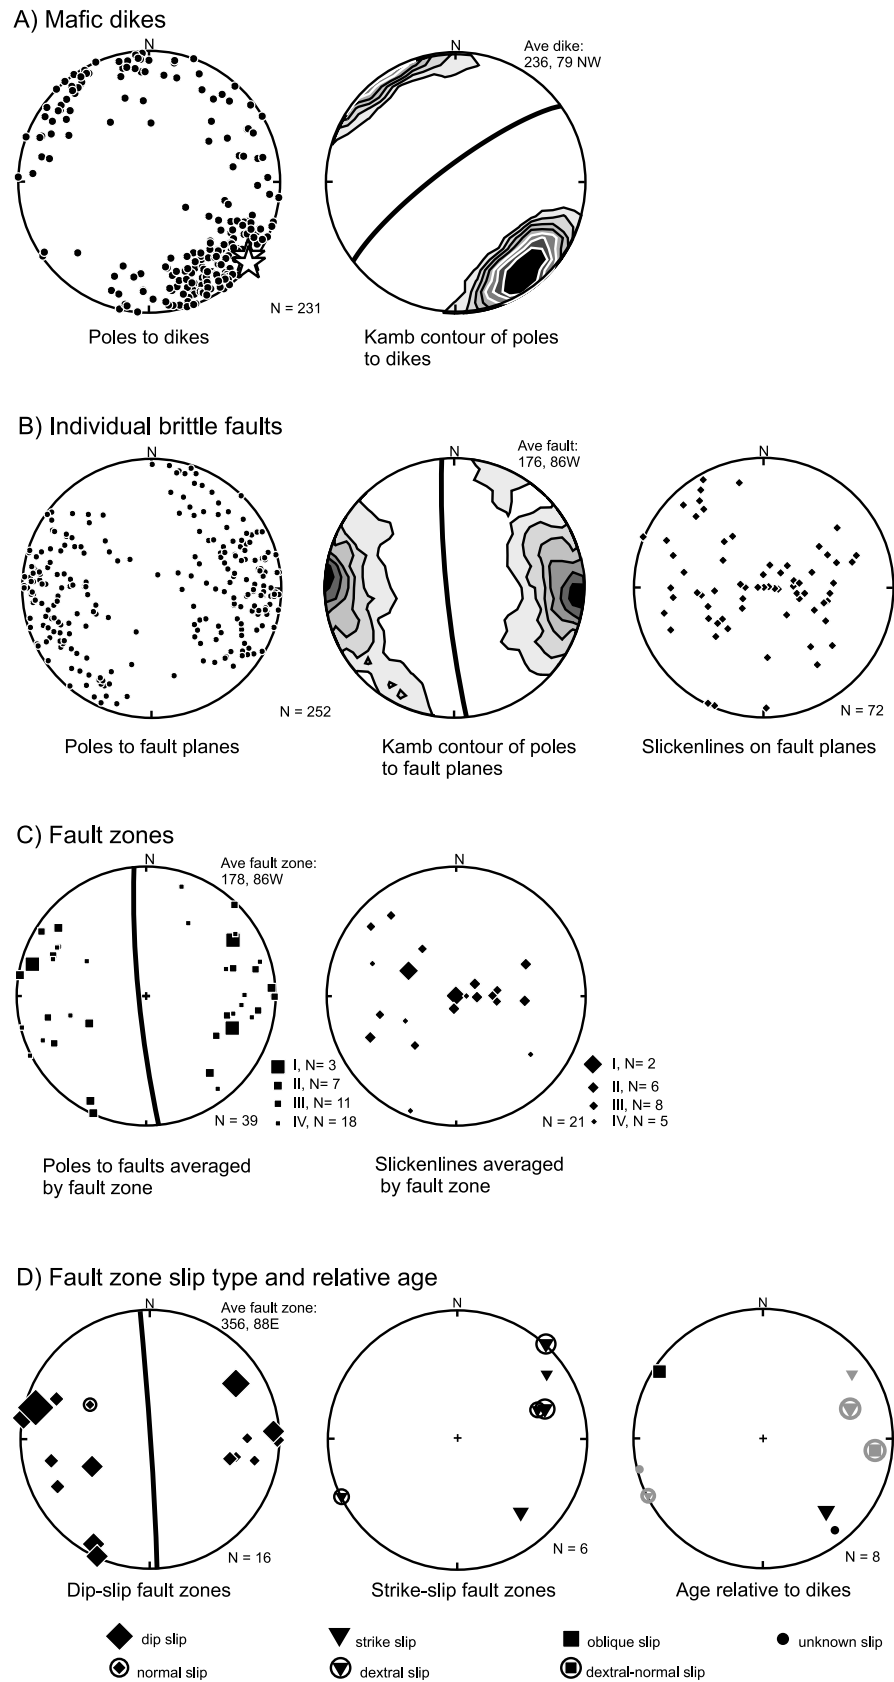 A) Mafic dikes
N
N
Ave dike:
236, 79 NW
N = 231
Poles to dikes
Kamb contour of poles
to dikes
B) Individual brittle faults
N
N
Ave fault:
176, 86W
N
N = 252
N = 72
Poles to fault planes
Kamb contour of poles
to fault planes
Slickenlines on fault planes
C) Fault zones
N
Ave fault zone:
178, 86W
N
I, N= 3
II, N= 7
III, N= 11
IV, N = 18
N = 39
I, N= 2
II, N= 6
III, N= 8
IV, N = 5
N = 21
Poles to faults averaged
by fault zone
Slickenlines averaged
by fault zone
D) Fault zone slip type and relative age
N
Ave fault zone:
356, 88E
N
N
N = 16
N = 6
N = 8
Dip-slip fault zones
Strike-slip fault zones
Age relative to dikes
dip slip
strike slip
oblique slip
unknown slip
normal slip
dextral slip
dextral-normal slip